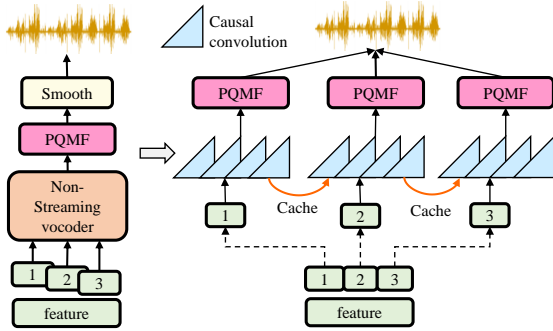 Smooth
PQMF
Non-
Streaming
vocoder
1
2
3
feature
Causal
convolution
PQMF
PQMF
PQMF
Cache
Cache
1
2
3
1 2 3
feature